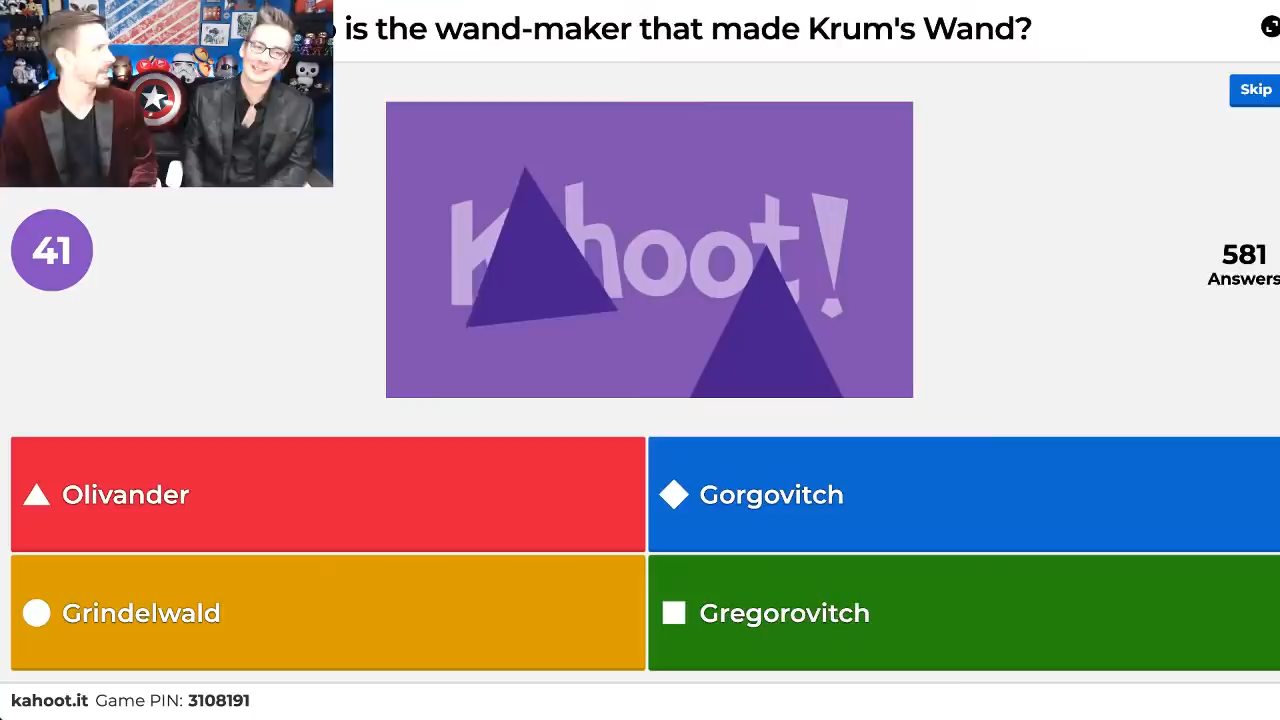 is the wand-maker that made Krum's Wand?
Skip
Kahoot!
41
581
Answers
Olivander
Gorgovitch
Grindelwald
Gregorovitch
kahoot.it Game PIN: 3108191